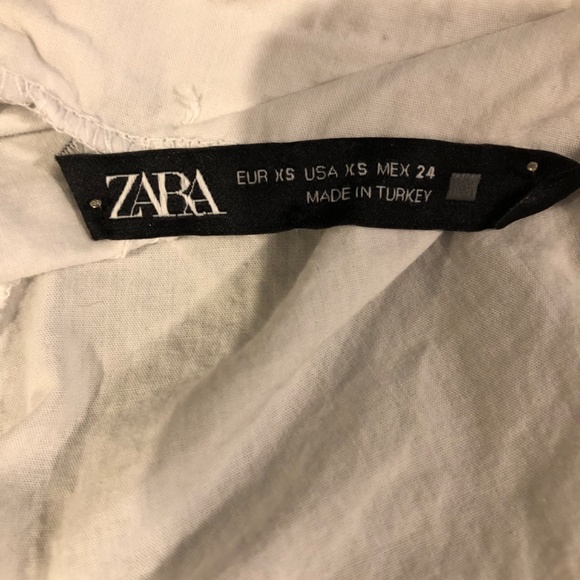 ZARA
EUR XS USA XS MEX 24
MADE IN TURKEY